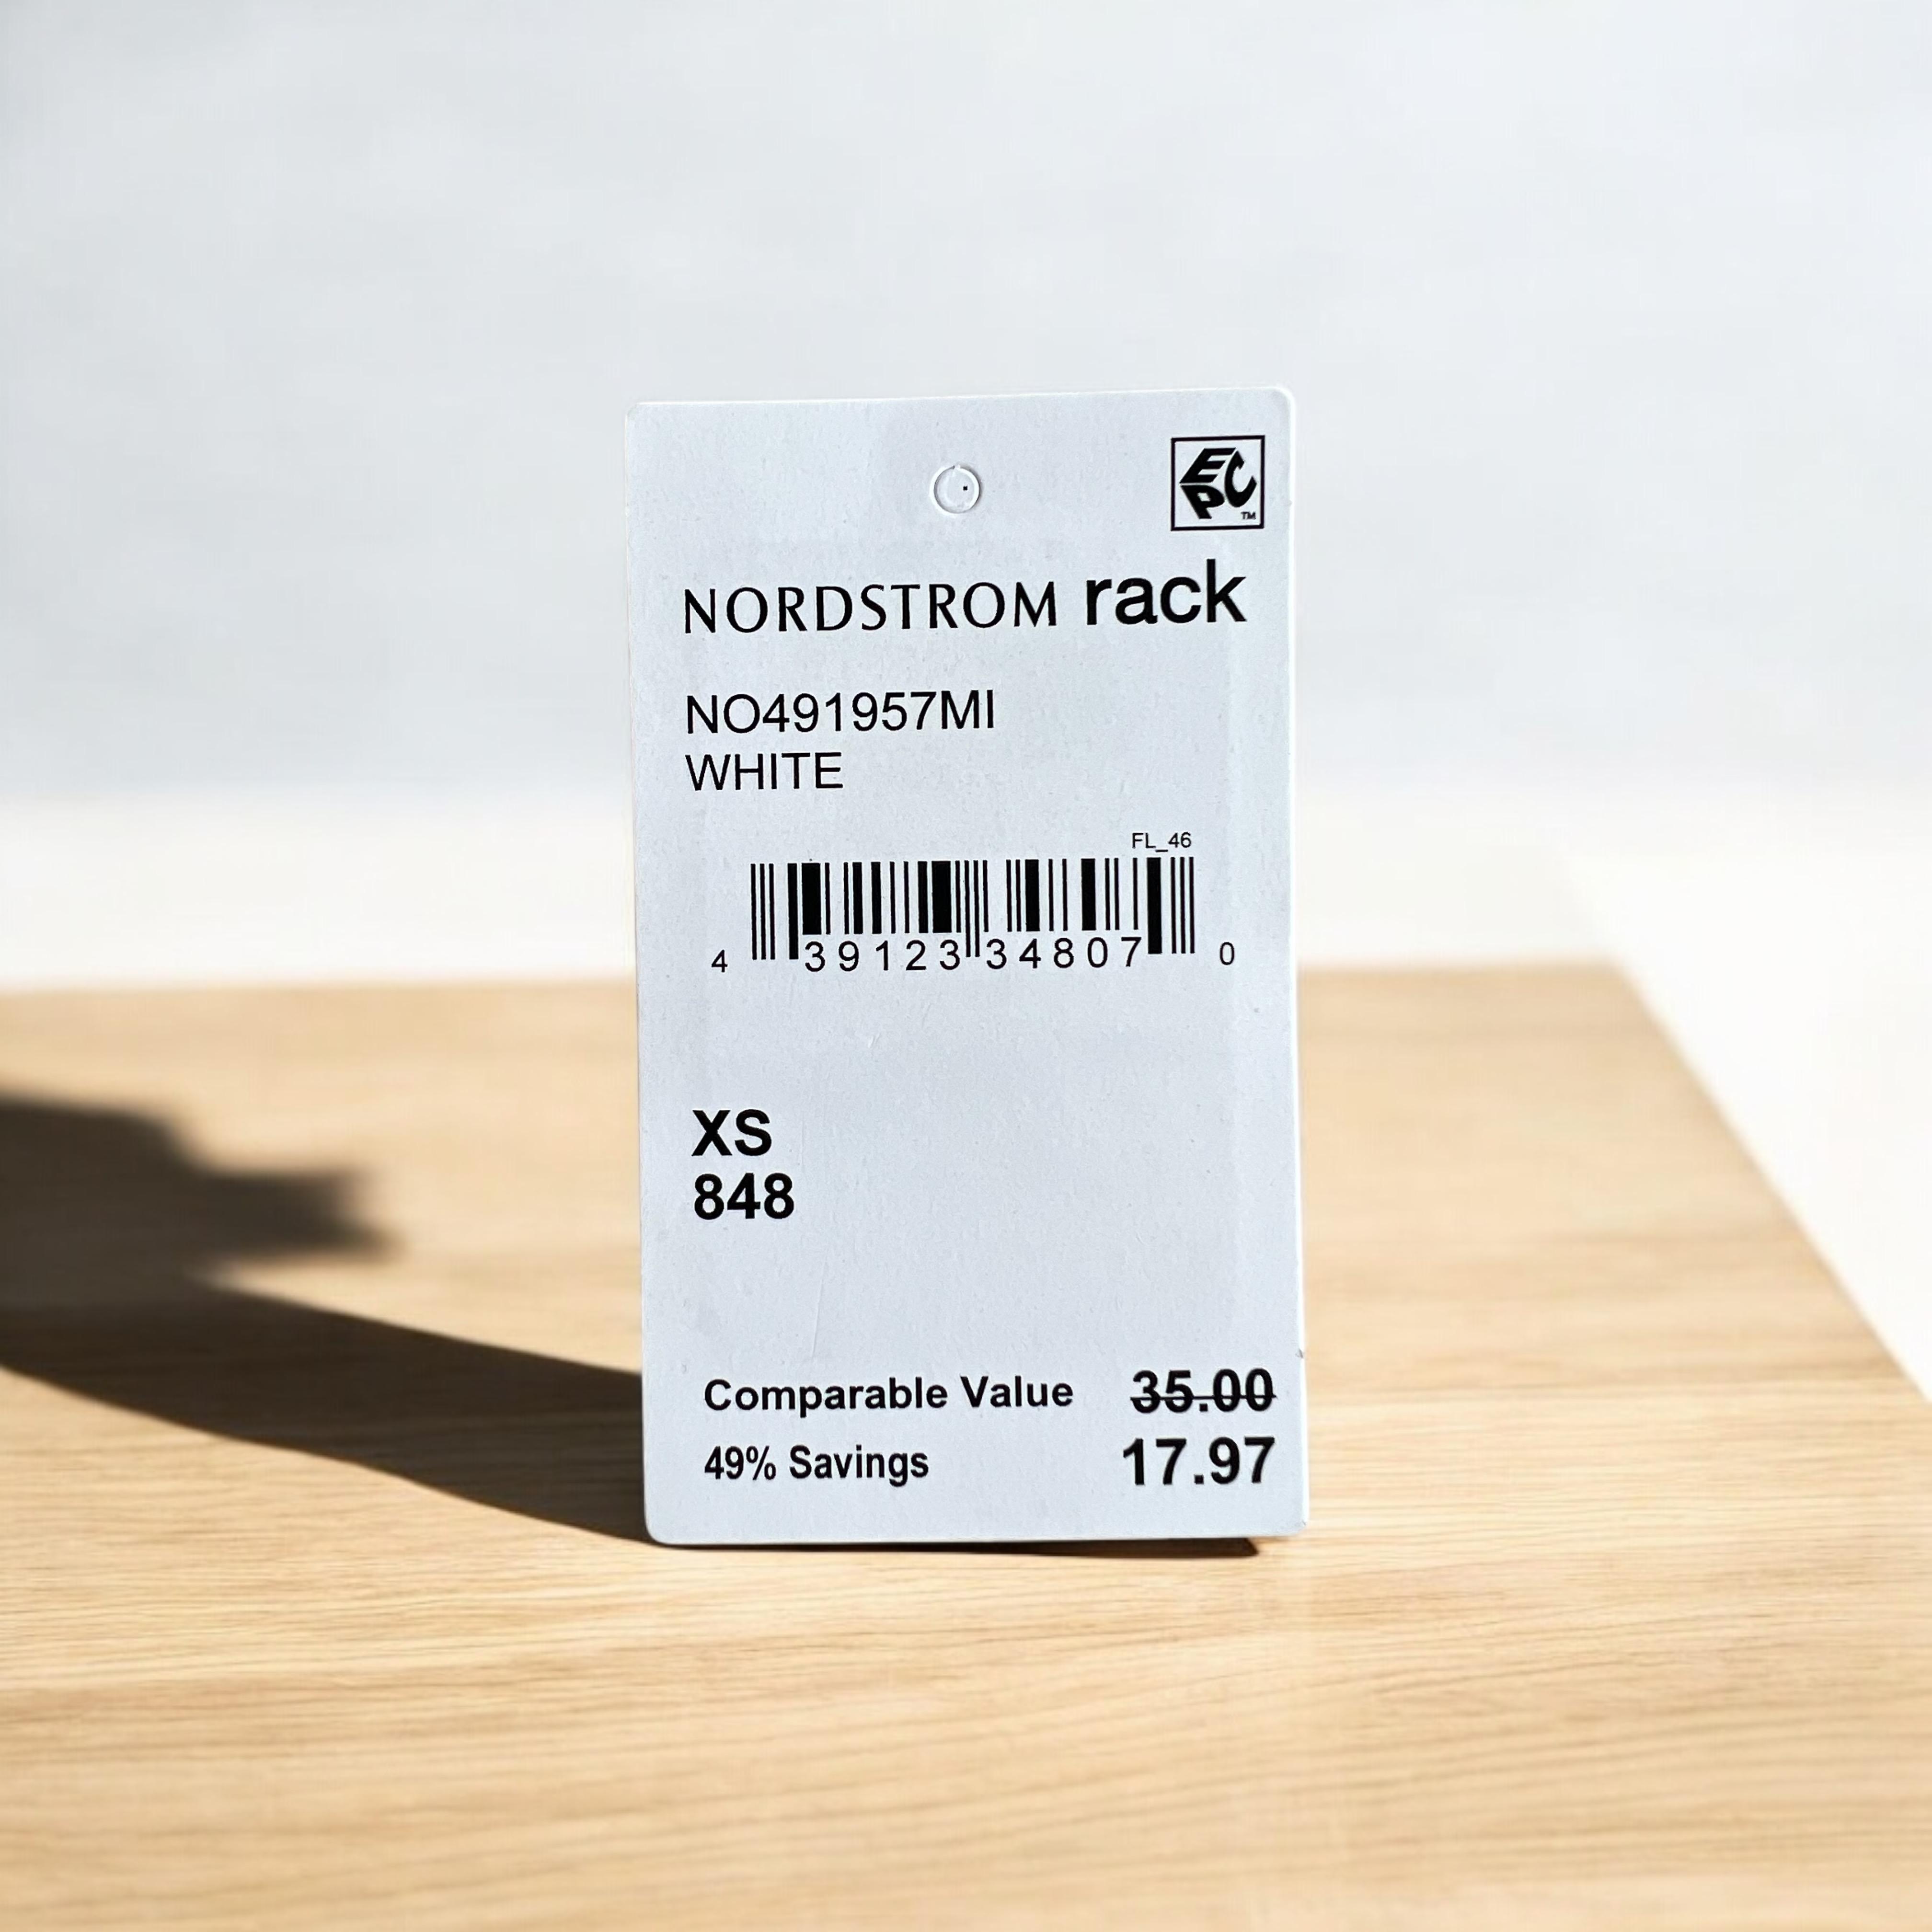 EPC™
NORDSTROM rack
NO491957MI
WHITE
FL_46
4 39123 34807 0
XS
848
Comparable Value 35.00
49% Savings 17.97